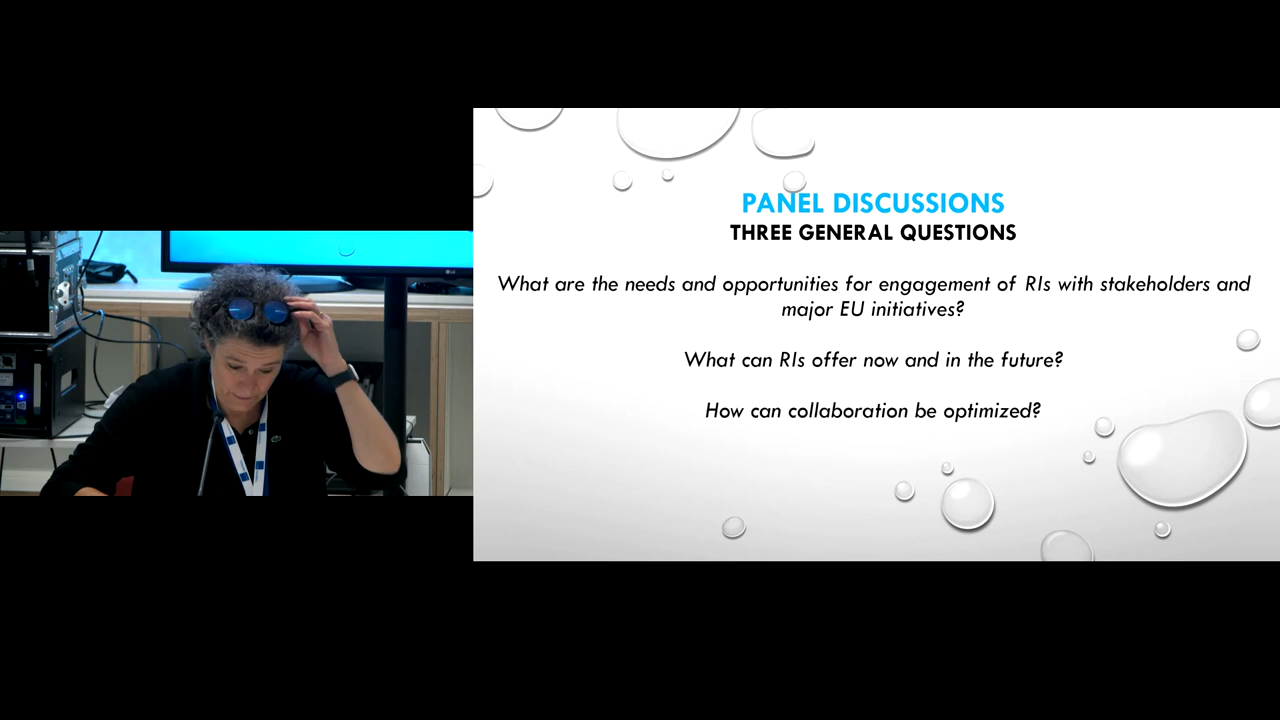 PANEL DISCUSSIONS
THREE GENERAL QUESTIONS
What are the needs and opportunities for engagement of RIs with stakeholders and
major EU initiatives?
What can RIs offer now and in the future?
How can collaboration be optimized?
LG